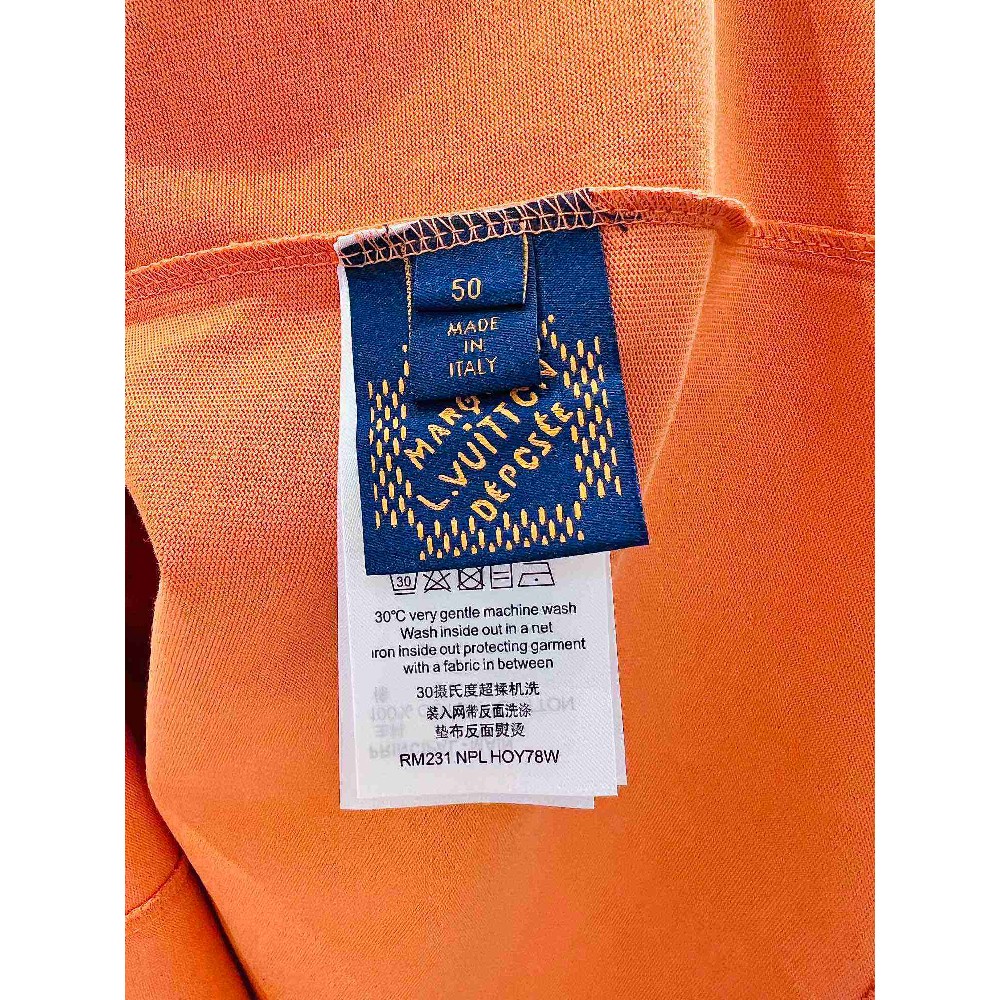 50
MADE
IN
ITALY
L.VUITTON
DÉPOSÉE
30
30℃ very gentle machine wash
Wash inside out in a net
iron inside out protecting garment
with a fabric in between
30摄氏度超揉机洗
装入网带反面洗涤
垫布反面熨烫
RM231 NPL HOY78W